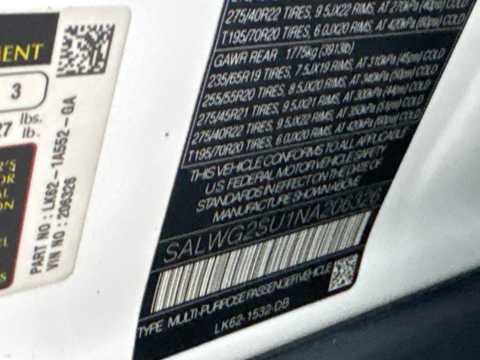 MENT
3
27 lbs.
lb.
PART NO : LK62-1A552-GA
VIN NO : 206326
275/40R22 TIRES, 9.5JX22 RIMS, AT 270kPa (40psi)
T195/70R20 TIRES, 6.0JX20 RIMS, AT 420kPa (60psi) COLD
GAWR REAR 1775kg (3913lb)
235/65R19 TIRES, 7.5JX19 RIMS, AT 310kPa (45psi) COLD
255/55R20 TIRES, 8.5JX20 RIMS, AT 340kPa (50psi) COLD
275/45R21 TIRES, 9.5JX21 RIMS, AT 300kPa (44psi) COLD
275/40R22 TIRES, 9.5JX22 RIMS, AT 350kPa (51psi) COLD
T195/70R20 TIRES, 6.0JX20 RIMS, AT 420kPa (60psi) COLD
THIS VEHICLE CONFORMS TO ALL APPLICABLE
U.S. FEDERAL MOTOR VEHICLE SAFETY
STANDARDS IN EFFECT ON THE DATE OF
MANUFACTURE SHOWN ABOVE
SALWG2SU1NA206326
TYPE MULTI-PURPOSE PASSENGER VEHICLE
LK62-1532-DB